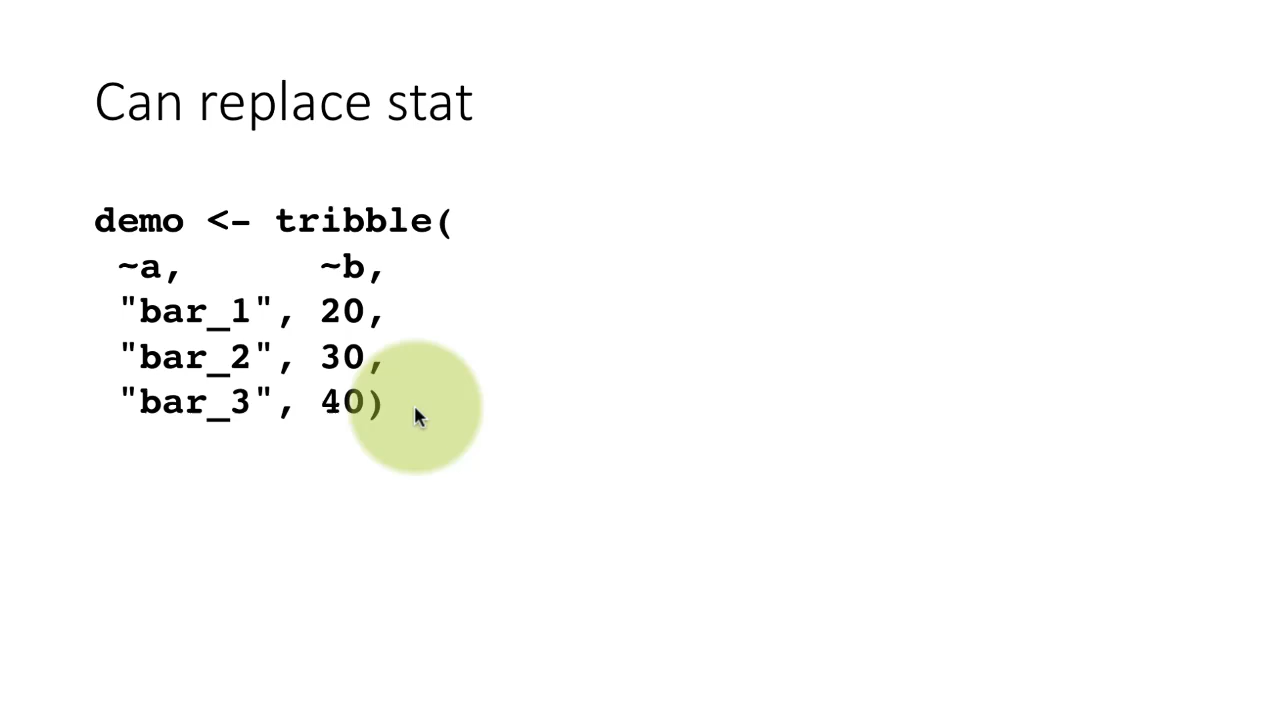 Can replace stat
demo <- tribble(
~a, ~b,
"bar_1", 20,
"bar_2", 30,
"bar_3", 40)